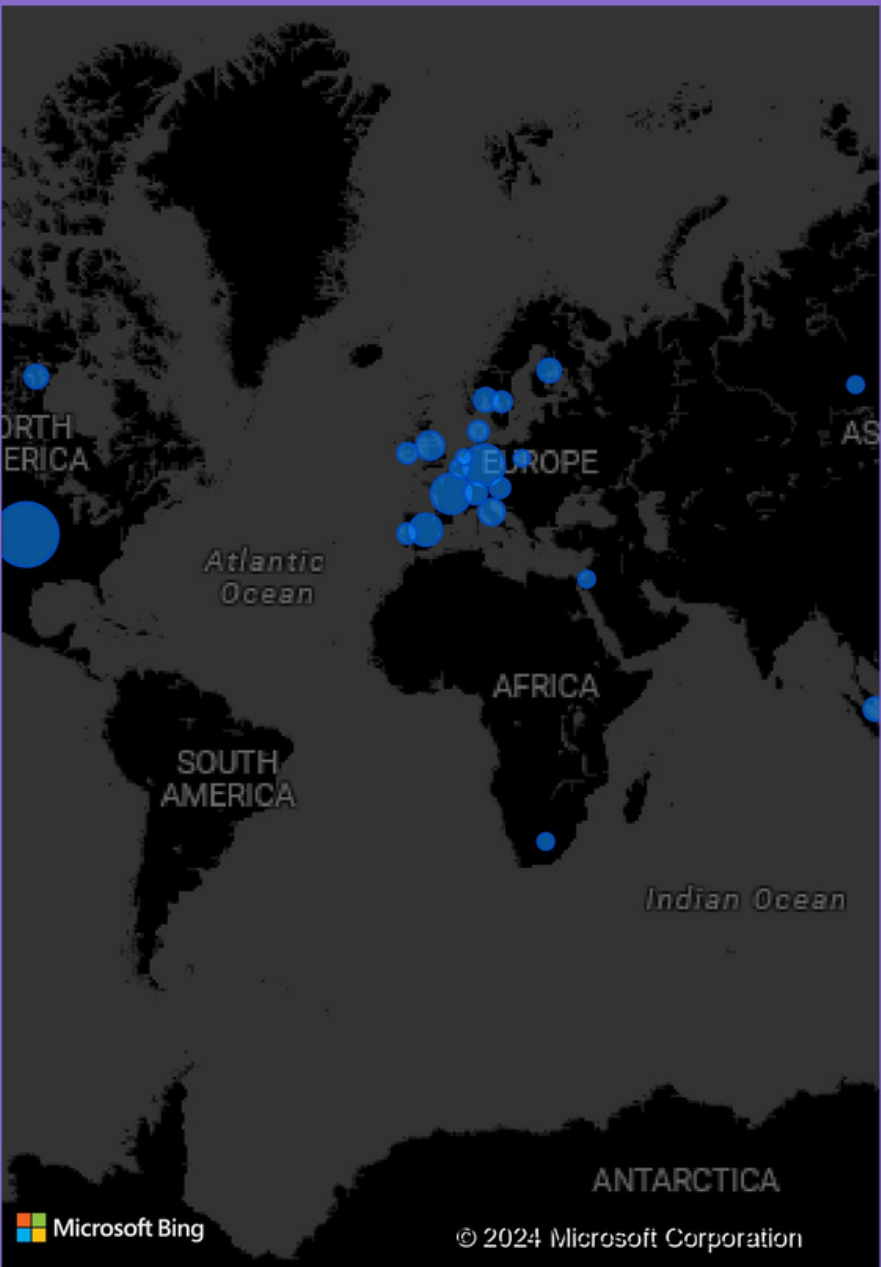 ORTH
ERICA
AS
EUROPE
Atlantic
Ocean
AFRICA
SOUTH
AMERICA
Indian Ocean
ANTARCTICA
Microsoft Bing
© 2024 Microsoft Corporation